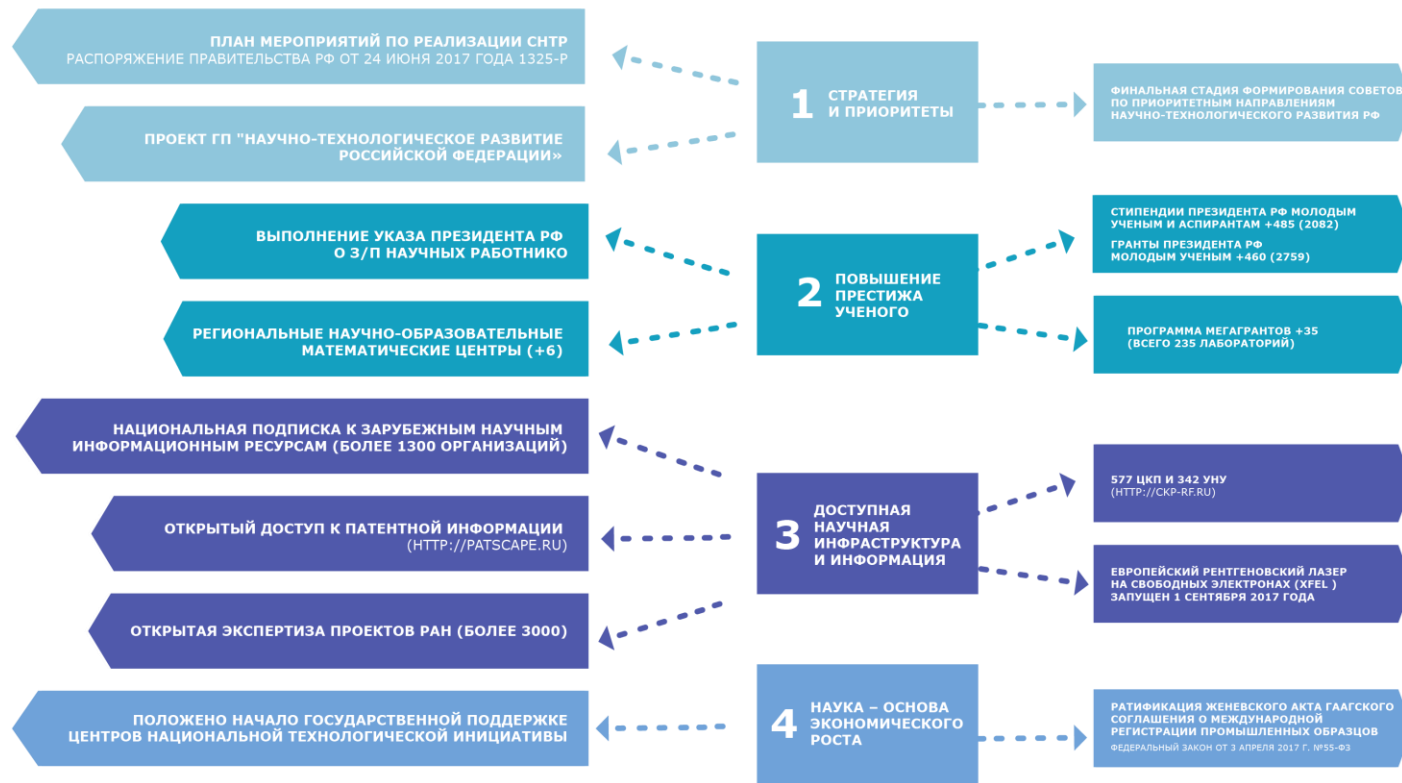 ПЛАН МЕРОПРИЯТИЙ ПО РЕАЛИЗАЦИИ СНТР
РАСПОРЯЖЕНИЕ ПРАВИТЕЛЬСТВА РФ ОТ 24 ИЮНЯ 2017 ГОДА 1325-Р
ПРОЕКТ ГП "НАУЧНО-ТЕХНОЛОГИЧЕСКОЕ РАЗВИТИЕ
РОССИЙСКОЙ ФЕДЕРАЦИИ»
1 СТРАТЕГИЯ
И ПРИОРИТЕТЫ
ФИНАЛЬНАЯ СТАДИЯ ФОРМИРОВАНИЯ СОВЕТОВ
ПО ПРИОРИТЕТНЫМ НАПРАВЛЕНИЯМ
НАУЧНО-ТЕХНОЛОГИЧЕСКОГО РАЗВИТИЯ РФ
ВЫПОЛНЕНИЕ УКАЗА ПРЕЗИДЕНТА РФ
О З/П НАУЧНЫХ РАБОТНИКО
РЕГИОНАЛЬНЫЕ НАУЧНО-ОБРАЗОВАТЕЛЬНЫЕ
МАТЕМАТИЧЕСКИЕ ЦЕНТРЫ (+6)
2 ПОВЫШЕНИЕ
ПРЕСТИЖА
УЧЕНОГО
СТИПЕНДИИ ПРЕЗИДЕНТА РФ МОЛОДЫМ
УЧЕНЫМ И АСПИРАНТАМ +485 (2082)
ГРАНТЫ ПРЕЗИДЕНТА РФ
МОЛОДЫМ УЧЕНЫМ +460 (2759)
ПРОГРАММА МЕГАГРАНТОВ +35
(ВСЕГО 235 ЛАБОРАТОРИЙ)
НАЦИОНАЛЬНАЯ ПОДПИСКА К ЗАРУБЕЖНЫМ НАУЧНЫМ
ИНФОРМАЦИОННЫМ РЕСУРСАМ (БОЛЕЕ 1300 ОРГАНИЗАЦИЙ)
ОТКРЫТЫЙ ДОСТУП К ПАТЕНТНОЙ ИНФОРМАЦИИ
(HTTP://PATSCAPE.RU)
ОТКРЫТАЯ ЭКСПЕРТИЗА ПРОЕКТОВ РАН (БОЛЕЕ 3000)
3 ДОСТУПНАЯ
НАУЧНАЯ
ИНФРАСТРУКТУРА
И ИНФОРМАЦИЯ
577 ЦКП И 342 УНУ
(HTTP://CKP-RF.RU)
ЕВРОПЕЙСКИЙ РЕНТГЕНОВСКИЙ ЛАЗЕР
НА СВОБОДНЫХ ЭЛЕКТРОНАХ (XFEL )
ЗАПУЩЕН 1 СЕНТЯБРЯ 2017 ГОДА
ПОЛОЖЕНО НАЧАЛО ГОСУДАРСТВЕННОЙ ПОДДЕРЖКЕ
ЦЕНТРОВ НАЦИОНАЛЬНОЙ ТЕХНОЛОГИЧЕСКОЙ ИНИЦИАТИВЫ
4 НАУКА – ОСНОВА
ЭКОНОМИЧЕСКОГО
РОСТА
РАТИФИКАЦИЯ ЖЕНЕВСКОГО АКТА ГААГСКОГО
СОГЛАШЕНИЯ О МЕЖДУНАРОДНОЙ
РЕГИСТРАЦИИ ПРОМЫШЛЕННЫХ ОБРАЗЦОВ
ФЕДЕРАЛЬНЫЙ ЗАКОН ОТ 3 АПРЕЛЯ 2017 Г. №55-ФЗ